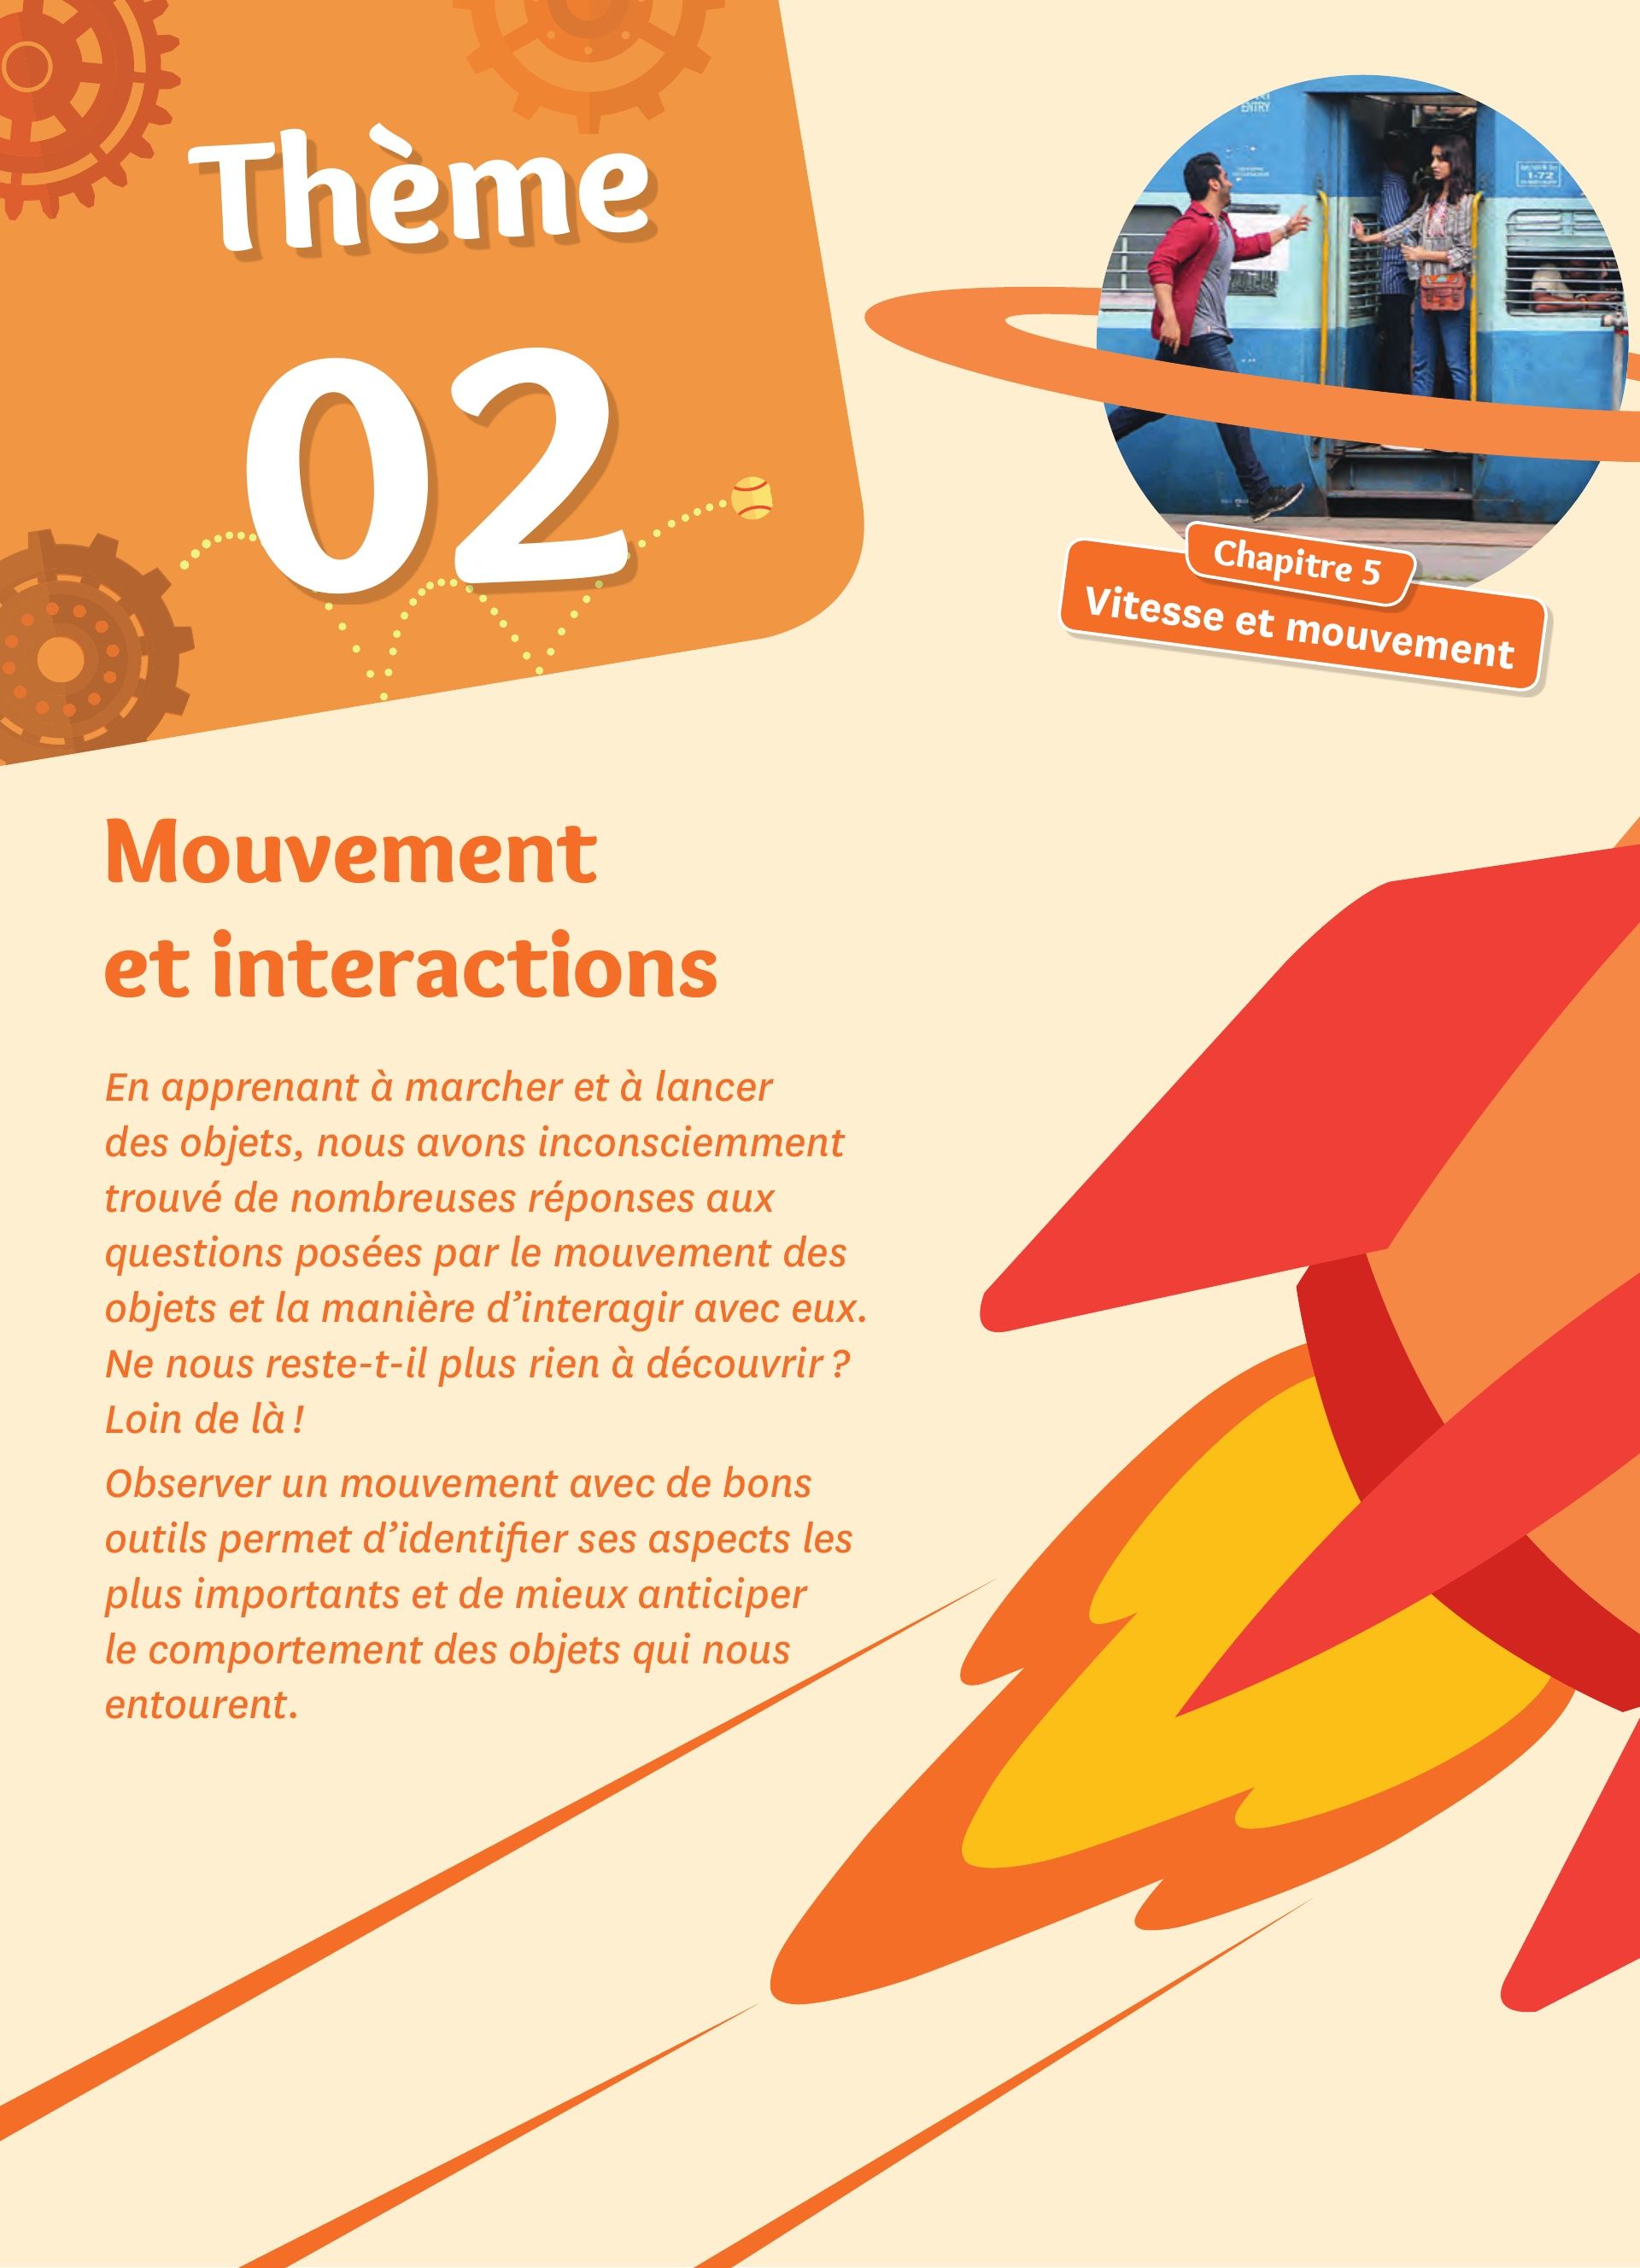 Thème
02
ENTRY
1-72
Chapitre 5
Vitesse et mouvement
Mouvement
et interactions
En apprenant à marcher et à lancer
des objets, nous avons inconsciemment
trouvé de nombreuses réponses aux
questions posées par le mouvement des
objets et la manière d’interagir avec eux.
Ne nous reste-t-il plus rien à découvrir ?
Loin de là !
Observer un mouvement avec de bons
outils permet d’identifier ses aspects les
plus importants et de mieux anticiper
le comportement des objets qui nous
entourent.